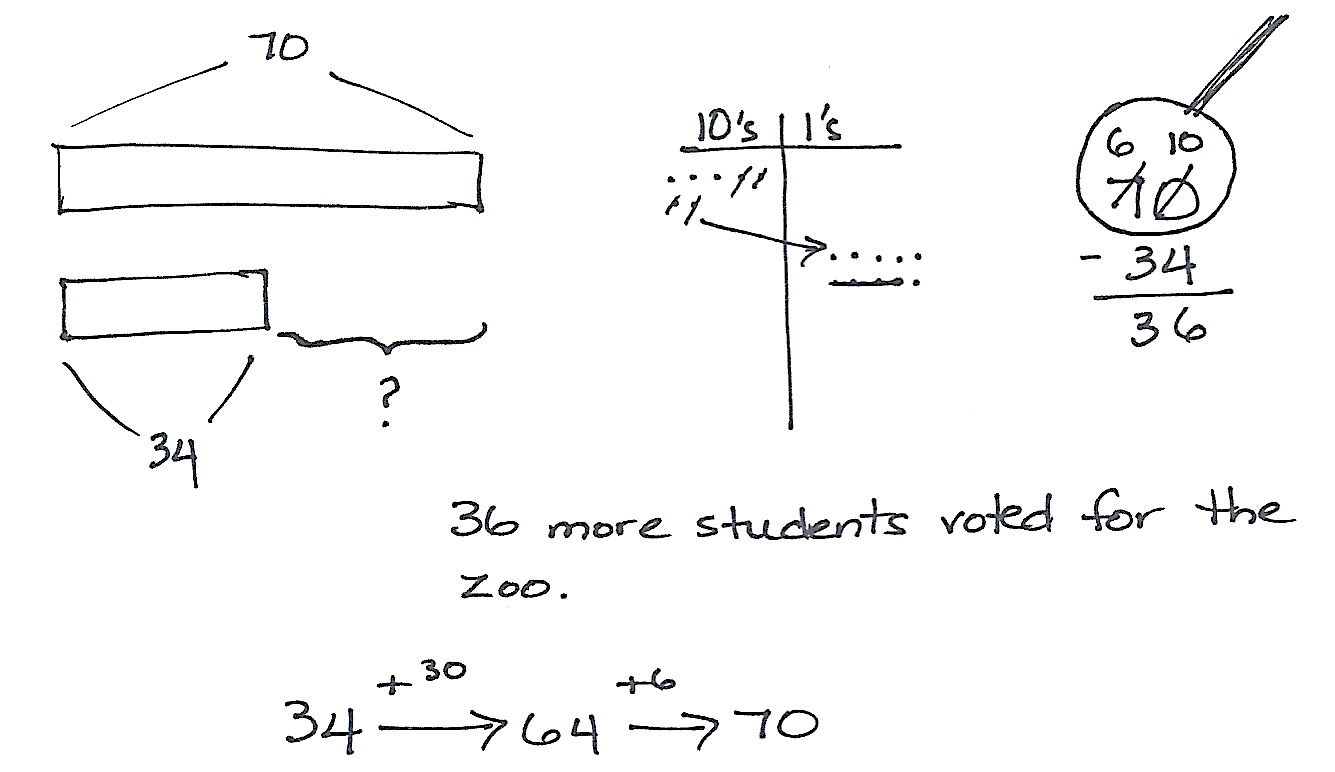 70
10's 1's
6 10
70
- 34
36
?
34
36 more students voted for the
zoo.
+30 +6
34 → 64 → 70